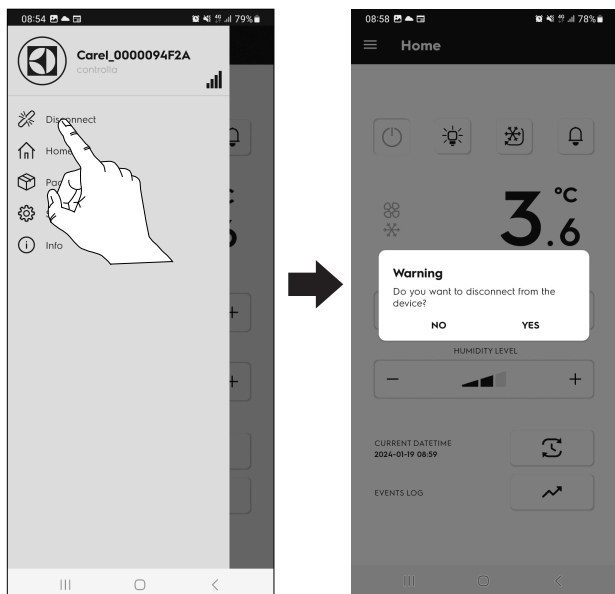 08:54
79%
Carel_0000094F2A
controlla
Disconnect
Home
Info
08:58
78%
Home
°C
3.6
Warning
Do you want to disconnect from the
device?
NO YES
HUMIDITY LEVEL
− +
CURRENT DATETIME
2024-01-19 08:59
EVENTS LOG